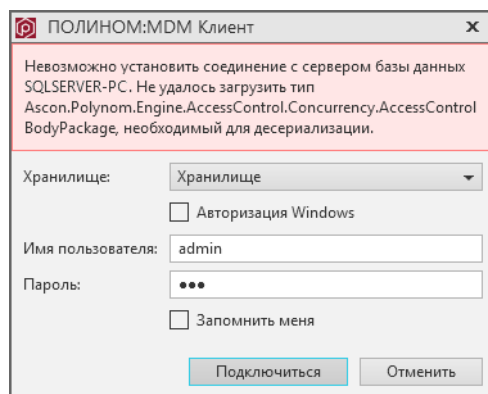 ПОЛИНОМ:MDM Клиент
Невозможно установить соединение с сервером базы данных
SQLSERVER-PC. Не удалось загрузить тип
Ascon.Polynom.Engine.AccessControl.Concurrency.AccessControl
BodyPackage, необходимый для десериализации.
Хранилище: Хранилище
Авторизация Windows
Имя пользователя: admin
Пароль: ●●●
Запомнить меня
Подключиться Отменить